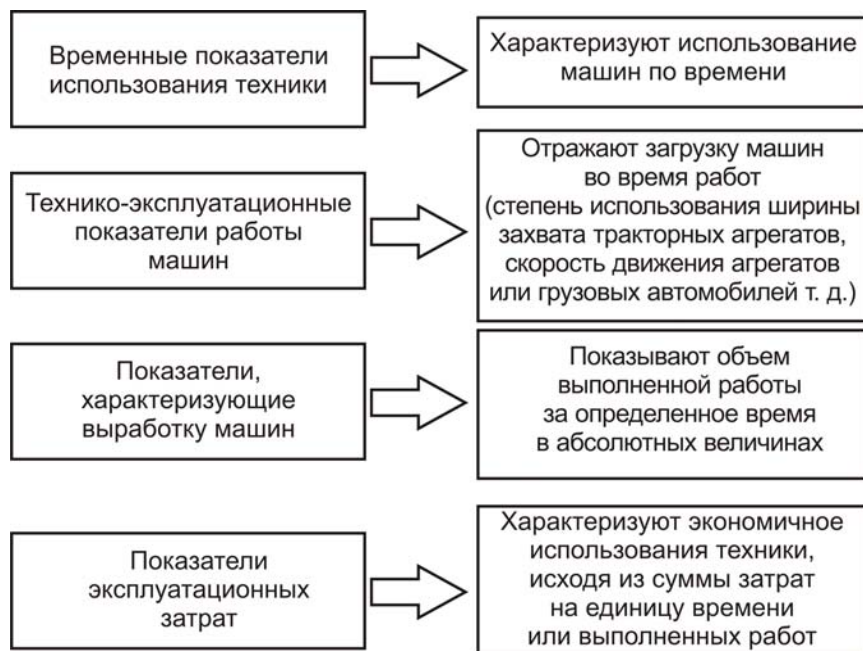 Временные показатели
использования техники
Характеризуют использование
машин по времени
Технико-эксплуатационные
показатели работы
машин
Отражают загрузку машин
во время работ
(степень использования ширины
захвата тракторных агрегатов,
скорость движения агрегатов
или грузовых автомобилей т. д.)
Показатели,
характеризующие
выработку машин
Показывают объем
выполненной работы
за определенное время
в абсолютных величинах
Показатели
эксплуатационных
затрат
Характеризуют экономичное
использования техники,
исходя из суммы затрат
на единицу времени
или выполненных работ